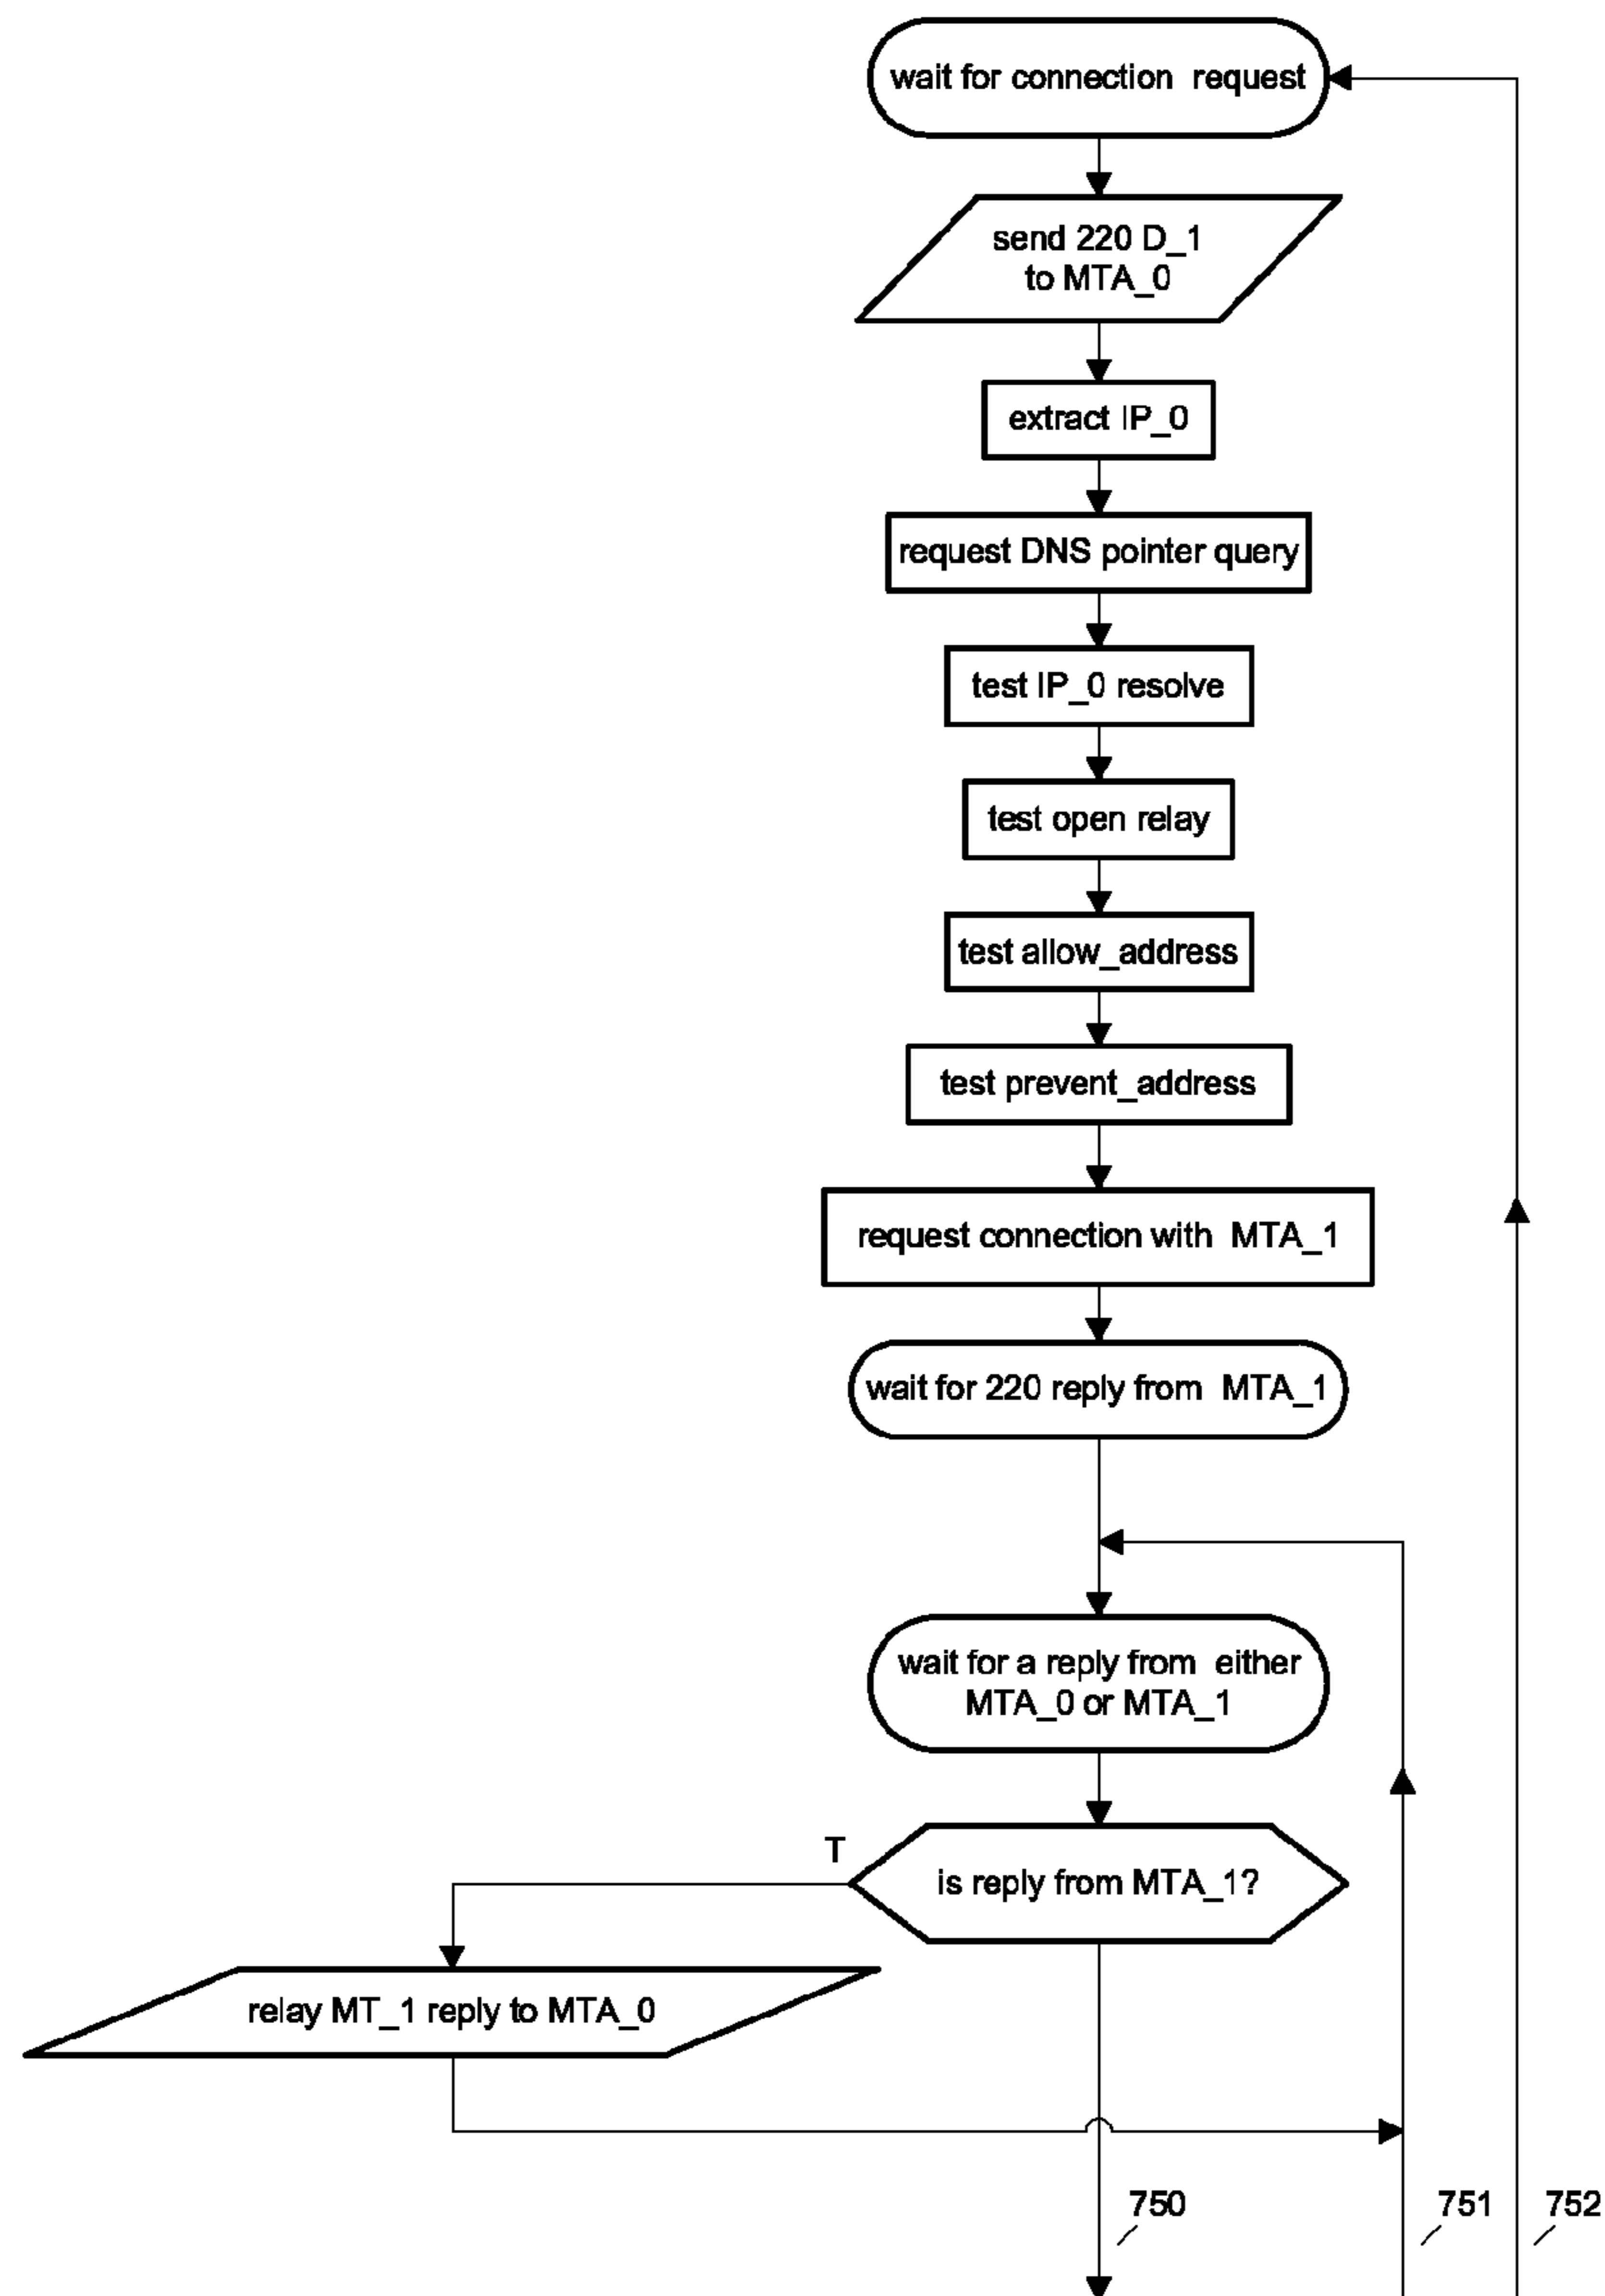 wait for connection request
send 220 D_1
to MTA_0
extract IP_0
request DNS pointer query
test IP_0 resolve
test open relay
test allow_address
test prevent_address
request connection with MTA_1
wait for 220 reply from MTA_1
wait for a reply from either
MTA_0 or MTA_1
T
is reply from MTA_1?
relay MT_1 reply to MTA_0
750
751
752